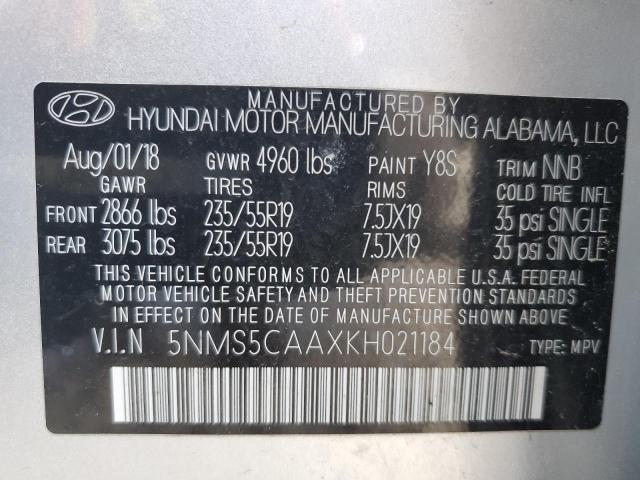 MANUFACTURED BY
HYUNDAI MOTOR MANUFACTURING ALABAMA, LLC
Aug/01/18 GVWR 4960 lbs PAINT Y8S TRIM NNB
GAWR TIRES RIMS COLD TIRE INFL
FRONT 2866 lbs 235/55R19 7.5JX19 35 psi SINGLE
REAR 3075 lbs 235/55R19 7.5JX19 35 psi SINGLE
THIS VEHICLE CONFORMS TO ALL APPLICABLE U.S.A. FEDERAL
MOTOR VEHICLE SAFETY AND THEFT PREVENTION STANDARDS
IN EFFECT ON THE DATE OF MANUFACTURE SHOWN ABOVE.
V.I.N 5NMS5CAAXKH021184 TYPE: MPV